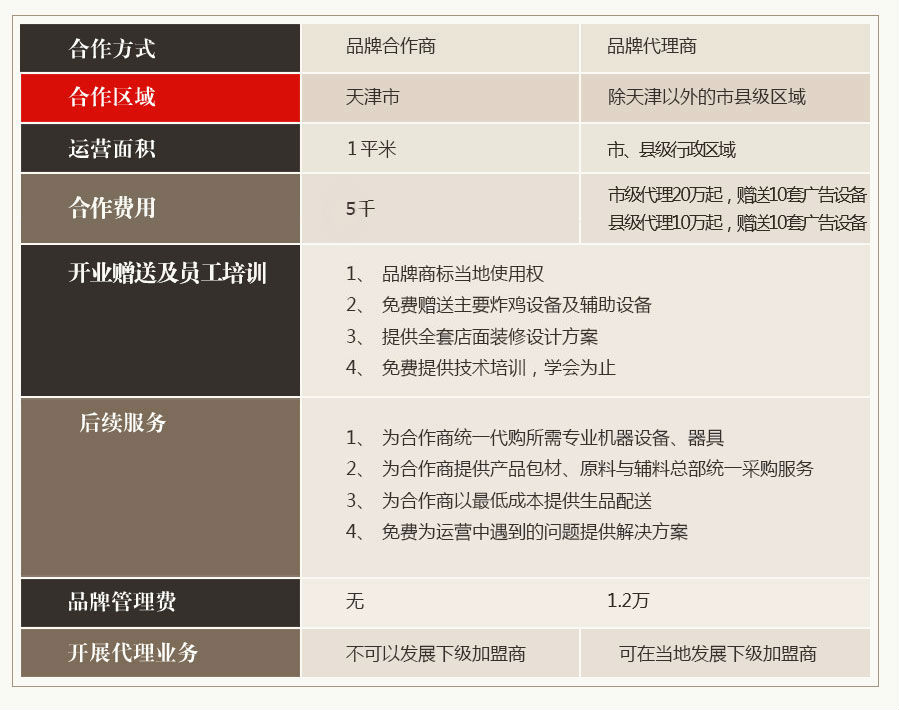 合作方式 品牌合作商 品牌代理商
合作区域 天津市 除天津以外的市县级区域
运营面积 1平米 市、县级行政区域
合作费用 5千 市级代理20万起，赠送10套广告设备
县级代理10万起，赠送10套广告设备
开业赠送及员工培训 1、 品牌商标当地使用权
2、 免费赠送主要炸鸡设备及辅助设备
3、 提供全套店面装修设计方案
4、 免费提供技术培训，学会为止
后续服务
1、 为合作商统一代购所需专业机器设备、器具
2、 为合作商提供产品包材、原料与辅料总部统一采购服务
3、 为合作商以最低成本提供生品配送
4、 免费为运营中遇到的问题提供解决方案
品牌管理费 无 1.2万
开展代理业务 不可以发展下级加盟商 可在当地发展下级加盟商